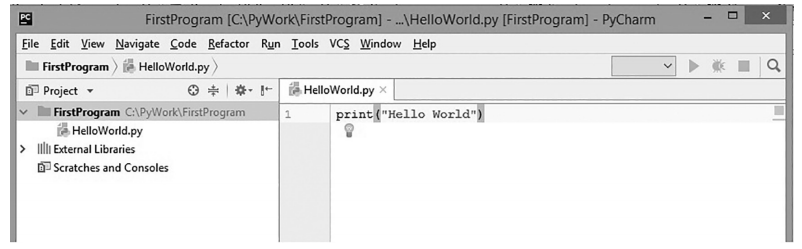 PC FirstProgram [C:\PyWork\FirstProgram] - ...\HelloWorld.py [FirstProgram] - PyCharm
File Edit View Navigate Code Refactor Run Tools VCS Window Help
FirstProgram HelloWorld.py
Project HelloWorld.py
FirstProgram C:\PyWork\FirstProgram
1 print("Hello World")
HelloWorld.py
External Libraries
Scratches and Consoles